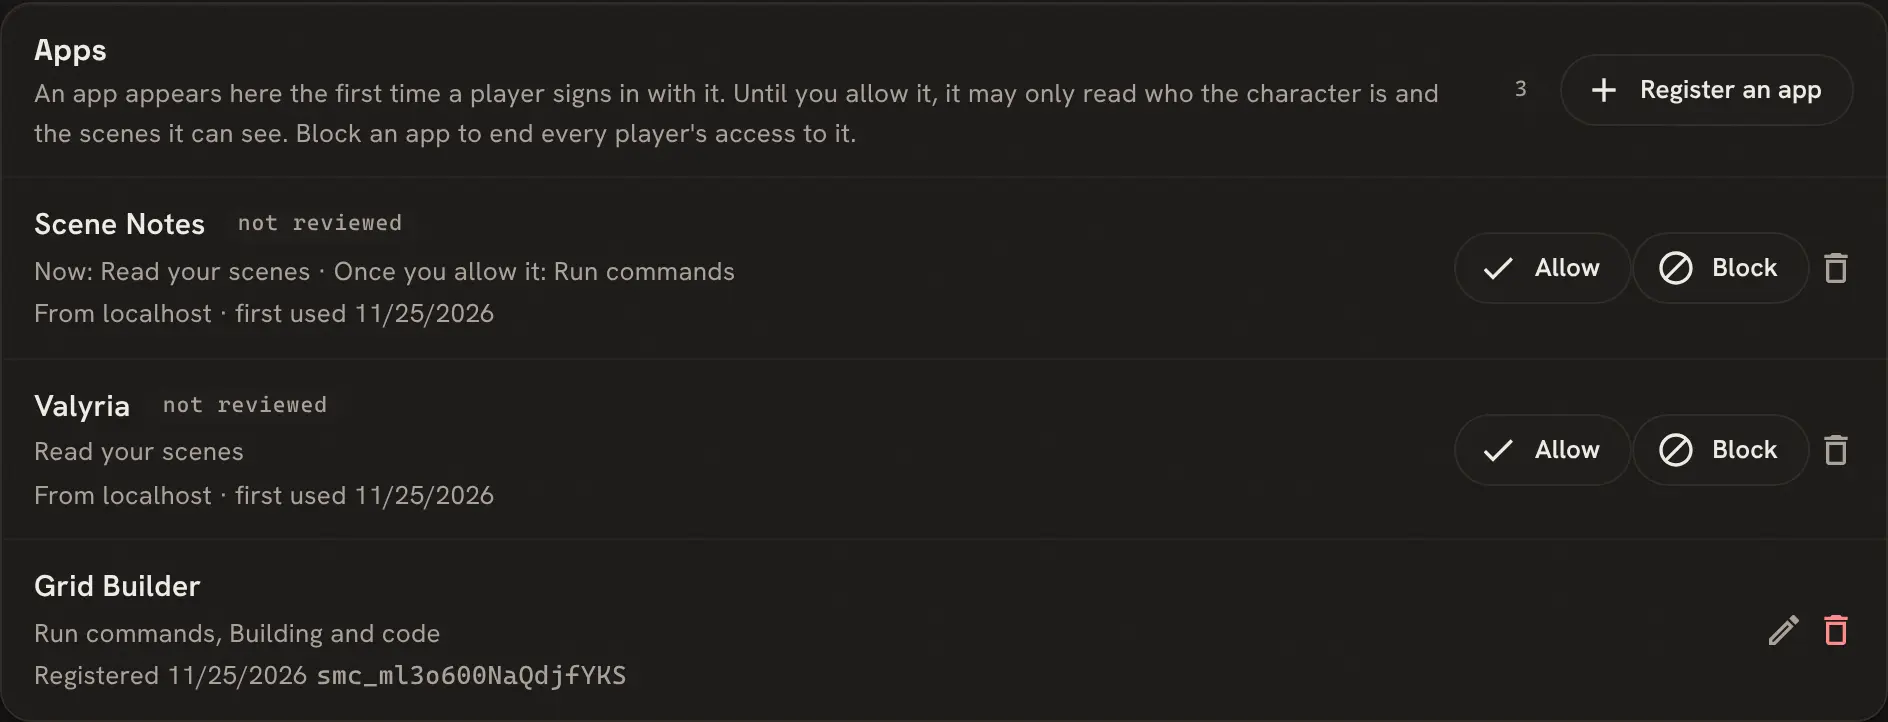 Apps
An app appears here the first time a player signs in with it. Until you allow it, it may only read who the character is and
the scenes it can see. Block an app to end every player's access to it.
3
Register an app
Scene Notes not reviewed
Now: Read your scenes · Once you allow it: Run commands
From localhost · first used 11/25/2026
Allow
Block
Valyria not reviewed
Read your scenes
From localhost · first used 11/25/2026
Allow
Block
Grid Builder
Run commands, Building and code
Registered 11/25/2026 smc_ml3o600NaQdjfYKS